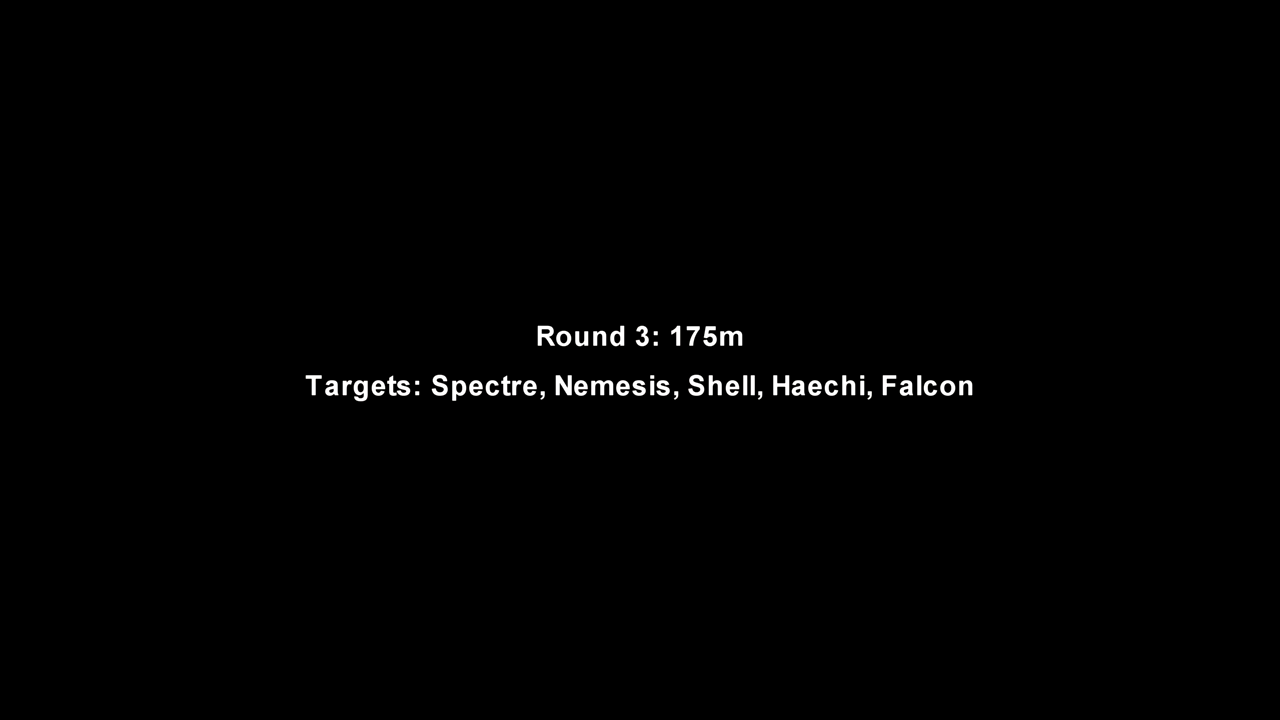 Round 3: 175m
Targets: Spectre, Nemesis, Shell, Haechi, Falcon